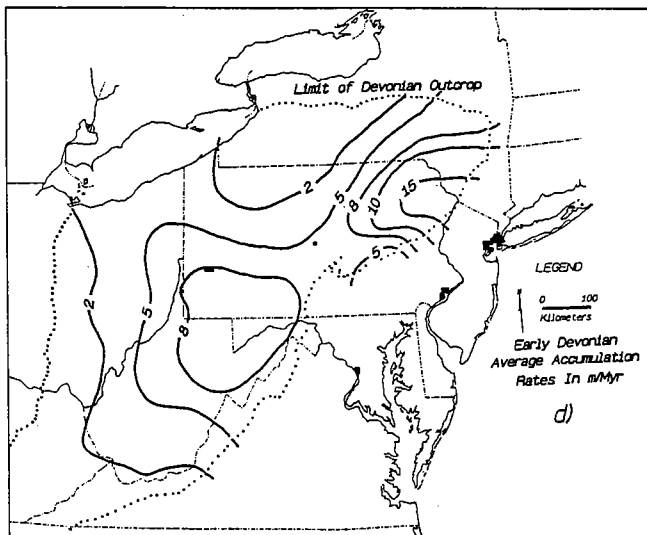 Limit of Devonian Outcrop
2
5
8
10
15
5
2
5
8
LEGEND
0 100
Kilometers
Early Devonian
Average Accumulation
Rates In m/Myr
d)